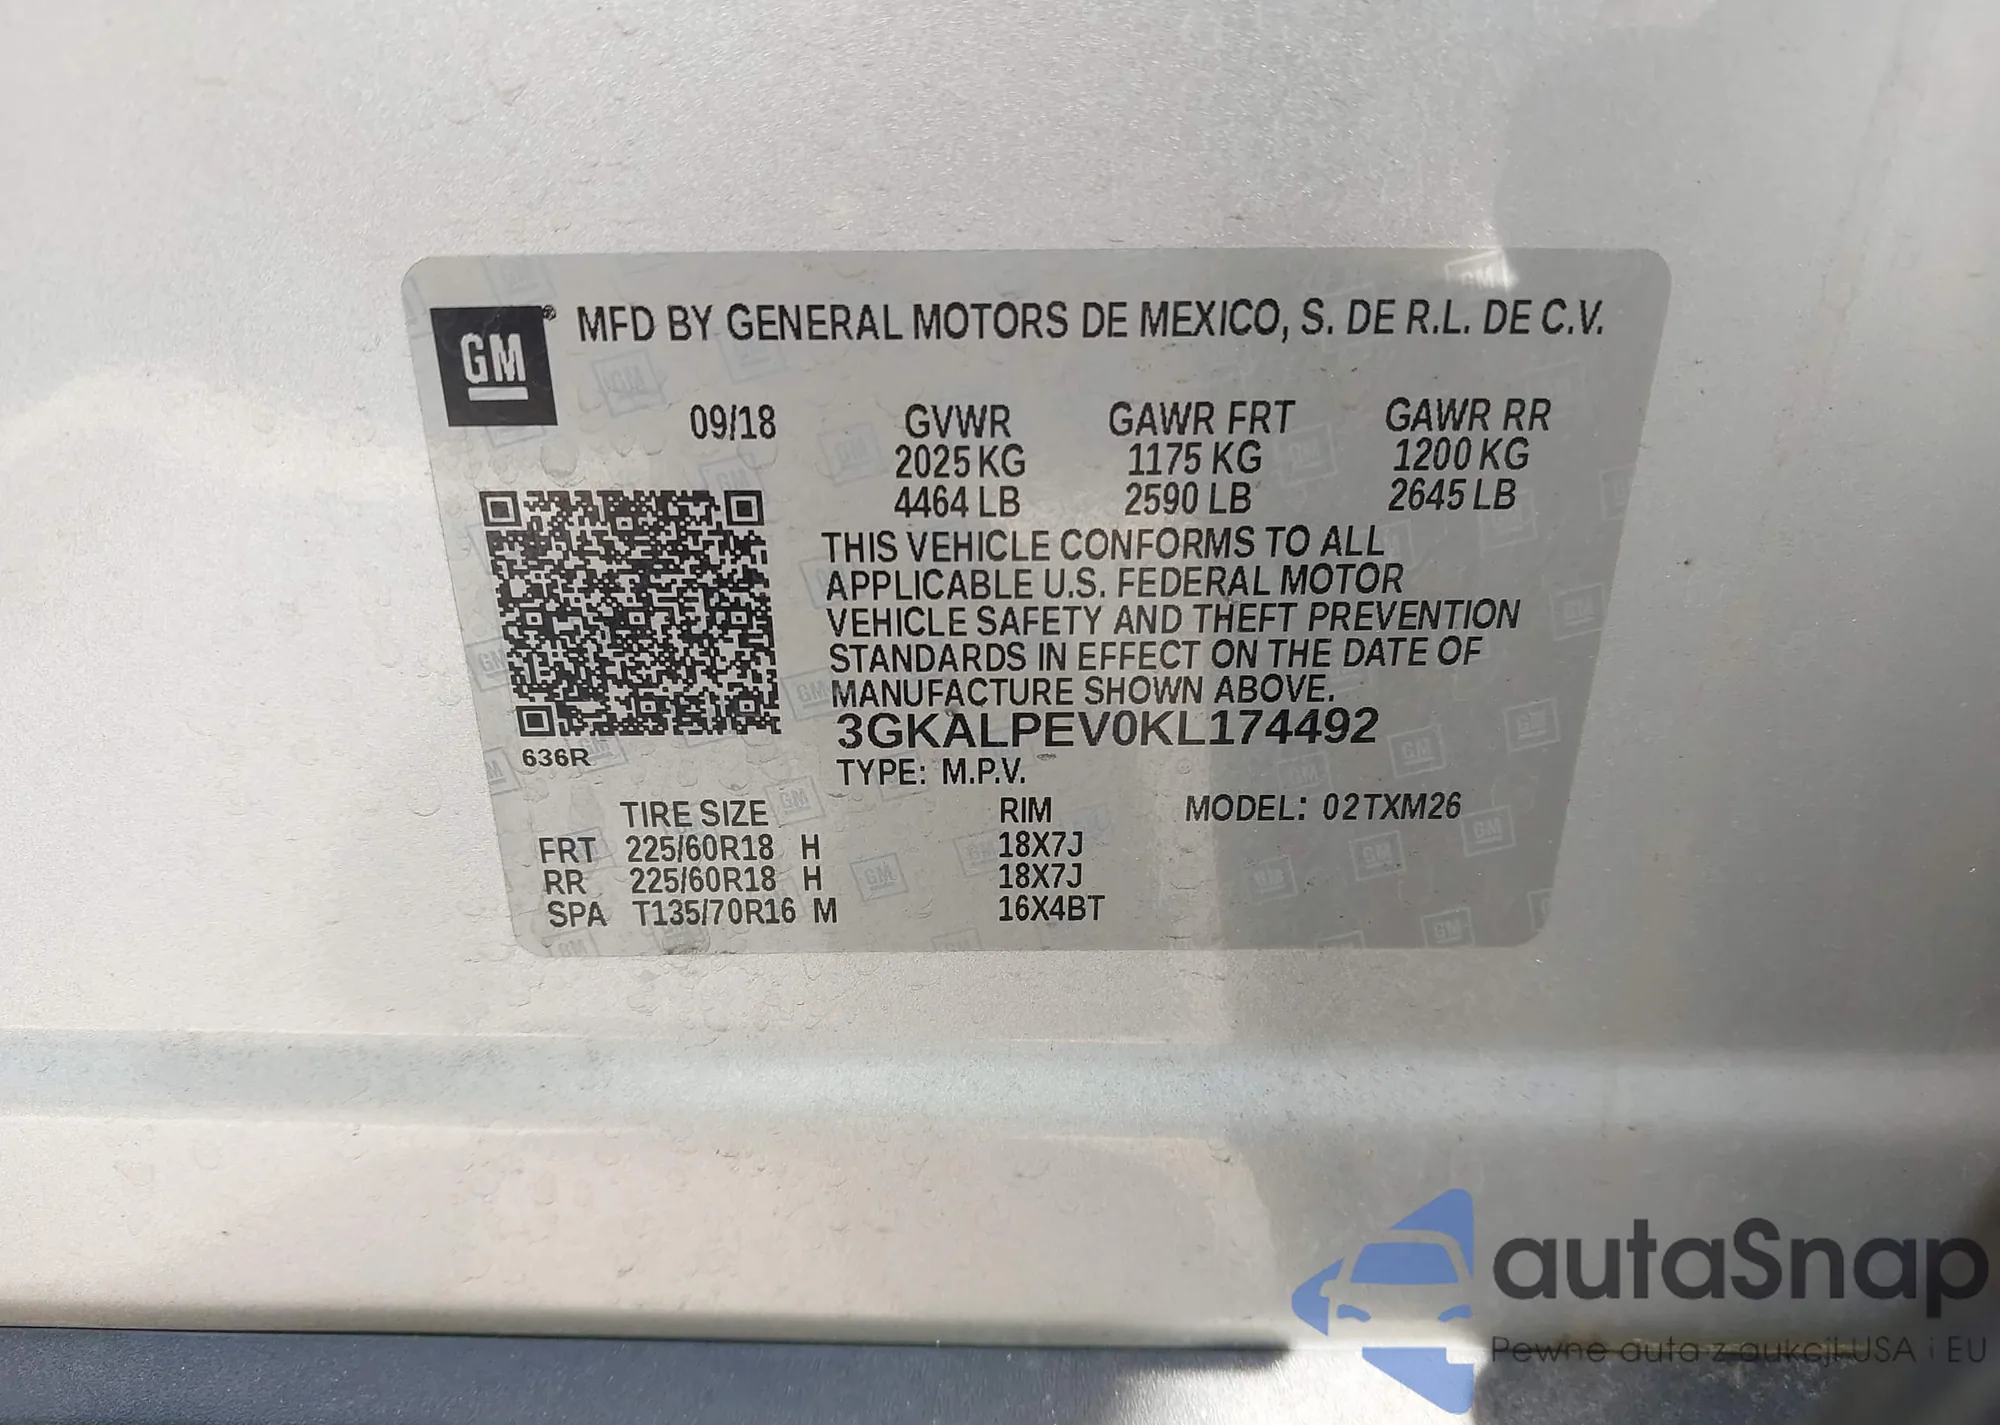 GM® MFD BY GENERAL MOTORS DE MEXICO, S. DE R.L. DE C.V.
09/18 GVWR GAWR FRT GAWR RR
2025 KG 1175 KG 1200 KG
4464 LB 2590 LB 2645 LB
THIS VEHICLE CONFORMS TO ALL
APPLICABLE U.S. FEDERAL MOTOR
VEHICLE SAFETY AND THEFT PREVENTION
STANDARDS IN EFFECT ON THE DATE OF
MANUFACTURE SHOWN ABOVE.
3GKALPEV0KL174492
636R
TYPE: M.P.V.
TIRE SIZE RIM MODEL: 02TXM26
FRT 225/60R18 H 18X7J
RR 225/60R18 H 18X7J
SPA T135/70R16 M 16X4BT
autaSnap
Pewne auta z aukcji USA i EU